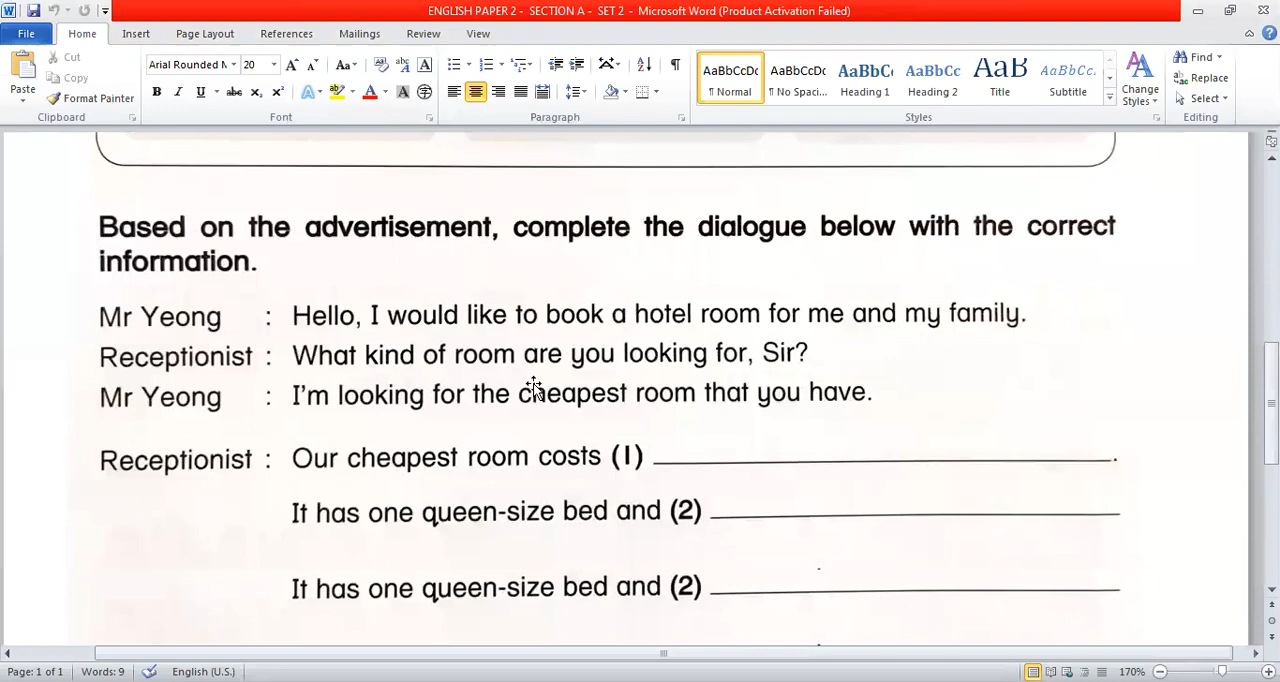 ENGLISH PAPER 2 - SECTION A - SET 2 - Microsoft Word (Product Activation Failed)
File Home Insert Page Layout References Mailings Review View
Paste
Cut
Copy
Format Painter
Clipboard
Arial Rounded M 20
Font
Paragraph
AaBbCcDc AaBbCcDc AaBbCc AaBbCc AaB AaBbCc.
¶ Normal ¶ No Spaci... Heading 1 Heading 2 Title Subtitle
Change Styles
Styles
Find
Replace
Select
Editing
Based on the advertisement, complete the dialogue below with the correct
information.
Mr Yeong : Hello, I would like to book a hotel room for me and my family.
Receptionist : What kind of room are you looking for, Sir?
Mr Yeong : I'm looking for the cheapest room that you have.
Receptionist : Our cheapest room costs (1) ____________.
It has one queen-size bed and (2) ____________
It has one queen-size bed and (2) ____________
Page: 1 of 1 Words: 9 English (U.S.) 170%